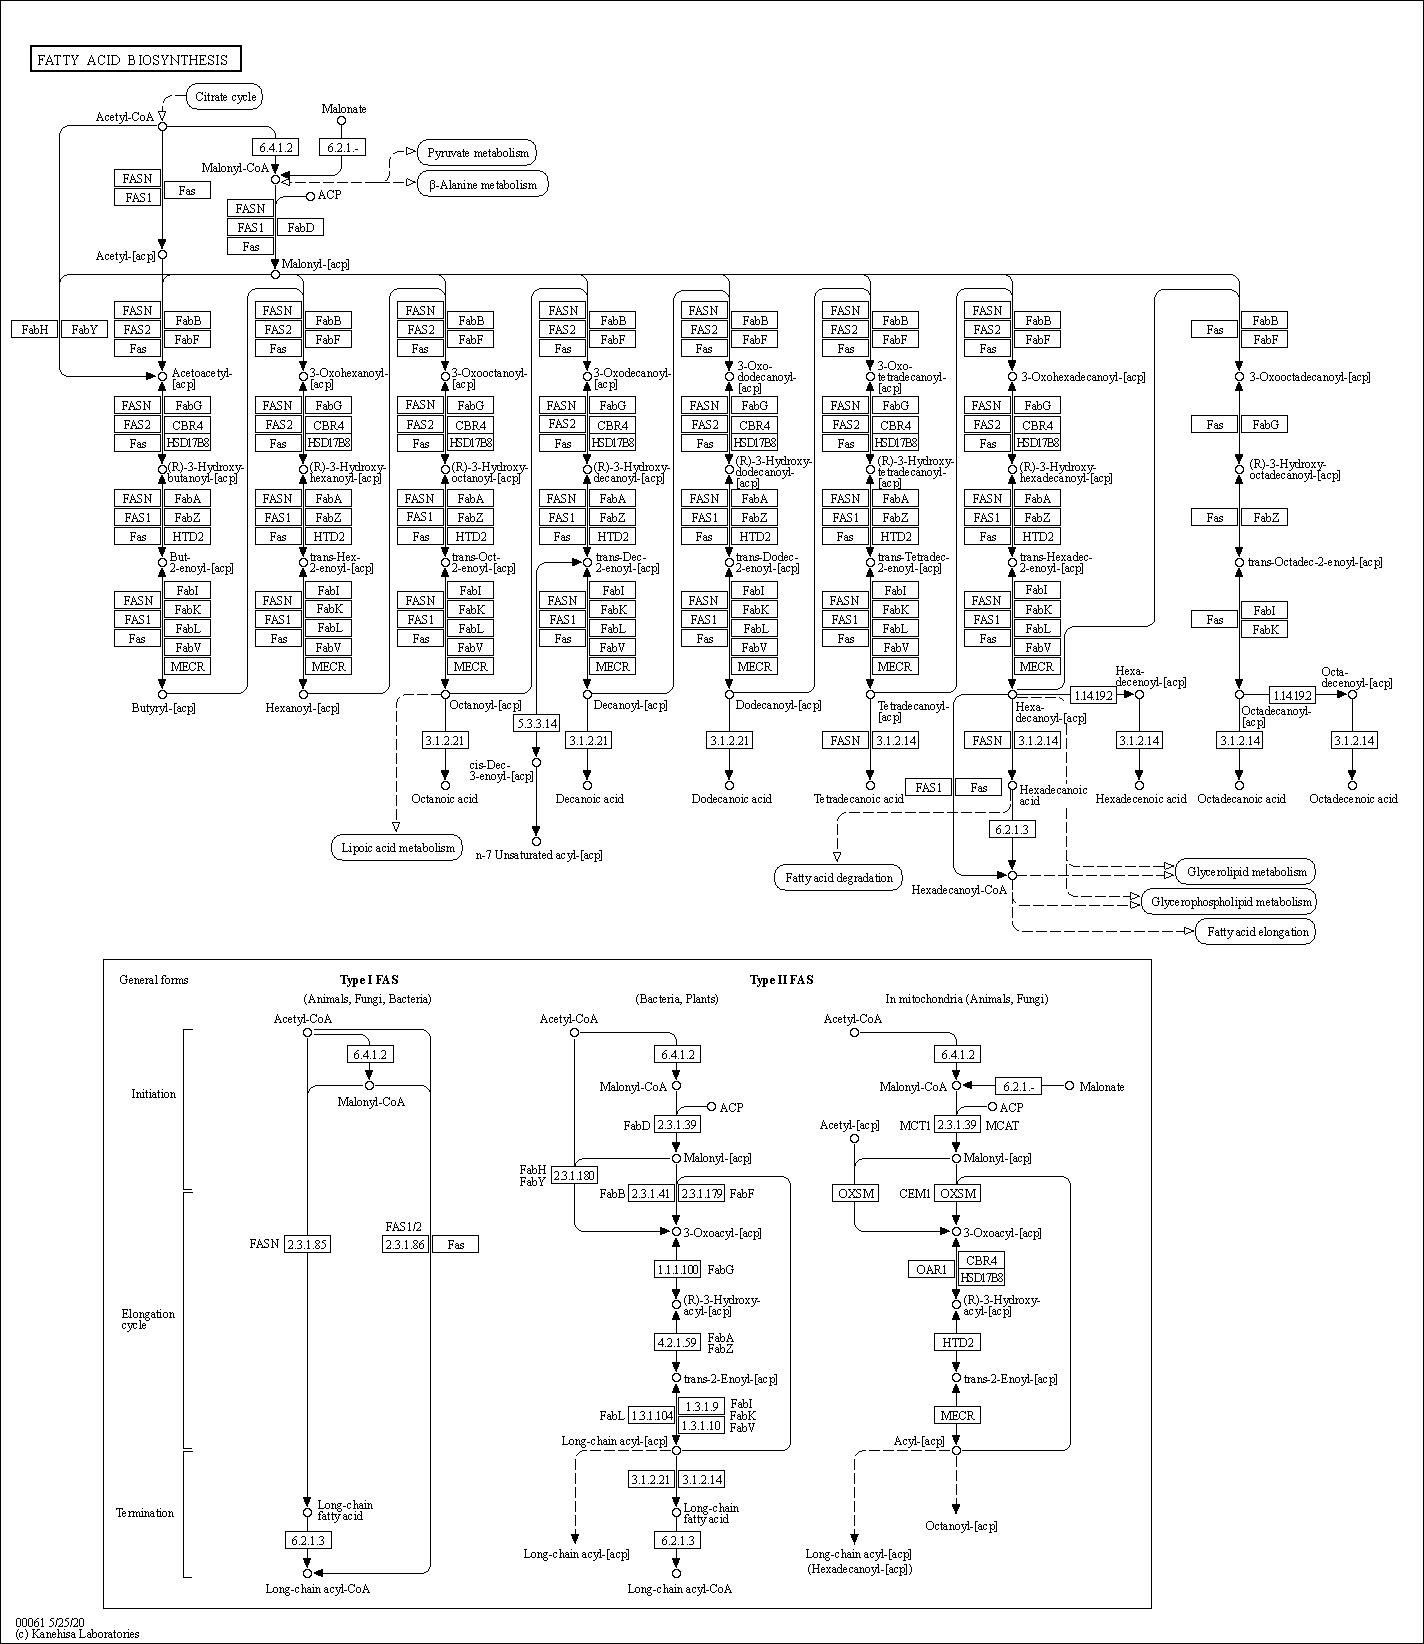 FATTY ACID BIOSYNTHESIS
Citrate cycle
Acetyl-CoA
Malonate
6.4.1.2
6.2.1.-
Pyruvate metabolism
Malonyl-CoA
β-Alanine metabolism
FASN
FAS1
Fas
ACP
FASN
FAS1
Fas
FabD
Acetyl-[acp]
Malonyl-[acp]
FASN FASN FASN FASN FASN FASN FASN
FabB FabB FabB FabB FabB FabB FabB FabB
FabH FabY FAS2 FAS2 FAS2 FAS2 FAS2 FAS2 FAS2 Fas
FabF FabF FabF FabF FabF FabF FabF FabF
Fas Fas Fas Fas Fas Fas Fas
Acetoacetyl-
[acp]
3-Oxohexanoyl-
[acp]
3-Oxooctanoyl-
[acp]
3-Oxodecanoyl-
[acp]
3-Oxo-
dodecanoyl-
[acp]
3-Oxo-
tetradecanoyl-
[acp]
3-Oxohexadecanoyl-[acp]
3-Oxooctadecanoyl-[acp]
FASN FabG FASN FabG FASN FabG FASN FabG FASN FabG FASN FabG FASN FabG
FAS2 CBR4 FAS2 CBR4 FAS2 CBR4 FAS2 CBR4 FAS2 CBR4 FAS2 CBR4 FAS2 CBR4 Fas FabG
Fas HSD17B8 Fas HSD17B8 Fas HSD17B8 Fas HSD17B8 Fas HSD17B8 Fas HSD17B8 Fas HSD17B8
(R)-3-Hydroxy-
butanoyl-[acp]
(R)-3-Hydroxy-
hexanoyl-[acp]
(R)-3-Hydroxy-
octanoyl-[acp]
(R)-3-Hydroxy-
decanoyl-[acp]
(R)-3-Hydroxy-
dodecanoyl-
[acp]
(R)-3-Hydroxy-
tetradecanoyl-
[acp]
(R)-3-Hydroxy-
hexadecanoyl-[acp]
(R)-3-Hydroxy-
octadecanoyl-[acp]
FASN FabA FASN FabA FASN FabA FASN FabA FASN FabA FASN FabA FASN FabA
FAS1 FabZ FAS1 FabZ FAS1 FabZ FAS1 FabZ FAS1 FabZ FAS1 FabZ FAS1 FabZ Fas FabZ
Fas HTD2 Fas HTD2 Fas HTD2 Fas HTD2 Fas HTD2 Fas HTD2 Fas HTD2
But-
2-enoyl-[acp]
trans-Hex-
2-enoyl-[acp]
trans-Oct-
2-enoyl-[acp]
trans-Dec-
2-enoyl-[acp]
trans-Dodec-
2-enoyl-[acp]
trans-Tetradec-
2-enoyl-[acp]
trans-Hexadec-
2-enoyl-[acp]
trans-Octadec-2-enoyl-[acp]
FabI FabI FabI FabI FabI FabI FabI
FASN FASN FASN FASN FASN FASN FASN
FabK FabK FabK FabK FabK FabK FabK FabI
FAS1 FAS1 FAS1 FAS1 FAS1 FAS1 FAS1 Fas
FabL FabL FabL FabL FabL FabL FabL FabK
Fas Fas Fas Fas Fas Fas Fas
FabV FabV FabV FabV FabV FabV FabV
MECR MECR MECR MECR MECR MECR MECR
Butyryl-[acp]
Hexanoyl-[acp]
Octanoyl-[acp]
Decanoyl-[acp]
Dodecanoyl-[acp]
Tetradecanoyl-
[acp]
Hexa-
decanoyl-[acp]
1.14.19.2
Hexa-
decenoyl-[acp]
Octadecanoyl-
[acp]
1.14.19.2
Octa-
decenoyl-[acp]
5.3.3.14
3.1.2.21 3.1.2.21 3.1.2.21 FASN 3.1.2.14 FASN 3.1.2.14 3.1.2.14 3.1.2.14 3.1.2.14
cis-Dec-
3-enoyl-[acp]
FAS1 Fas
Octanoic acid
Decanoic acid
Dodecanoic acid
Tetradecanoic acid
Hexadecanoic
acid
Hexadecenoic acid
Octadecanoic acid
Octadecenoic acid
6.2.1.3
Lipoic acid metabolism
n-7 Unsaturated acyl-[acp]
Fatty acid degradation
Hexadecanoyl-CoA
Glycerolipid metabolism
Glycerophospholipid metabolism
Fatty acid elongation
General forms
Type I FAS
Type II FAS
(Animals, Fungi, Bacteria)
(Bacteria, Plants)
In mitochondria (Animals, Fungi)
Initiation
Elongation
cycle
Termination
Acetyl-CoA
6.4.1.2
Malonyl-CoA
FAS1/2
FASN 2.3.1.85
2.3.1.86 Fas
Long-chain
fatty acid
6.2.1.3
Long-chain acyl-CoA
Acetyl-CoA
6.4.1.2
Malonyl-CoA
ACP
FabD 2.3.1.39
Malonyl-[acp]
FabH
FabY
2.3.1.180
FabB 2.3.1.41 2.3.1.179 FabF
3-Oxoacyl-[acp]
1.1.1.100 FabG
(R)-3-Hydroxy-
acyl-[acp]
4.2.1.59
FabA
FabZ
trans-2-Enoyl-[acp]
FabL 1.3.1.104
1.3.1.9
1.3.1.10
FabI
FabK
FabV
Long-chain acyl-[acp]
3.1.2.21 3.1.2.14
Long-chain
fatty acid
6.2.1.3
Long-chain acyl-[acp]
Long-chain acyl-CoA
Acetyl-CoA
6.4.1.2
Malonyl-CoA
6.2.1.-
Malonate
ACP
Acetyl-[acp]
MCT1 2.3.1.39 MCAT
Malonyl-[acp]
OXSM
CEM1 OXSM
3-Oxoacyl-[acp]
OAR1
CBR4
HSD17B8
(R)-3-Hydroxy-
acyl-[acp]
HTD2
trans-2-Enoyl-[acp]
MECR
Acyl-[acp]
Octanoyl-[acp]
Long-chain acyl-[acp]
(Hexadecanoyl-[acp])
00061 5/25/20
(c) Kanehisa Laboratories